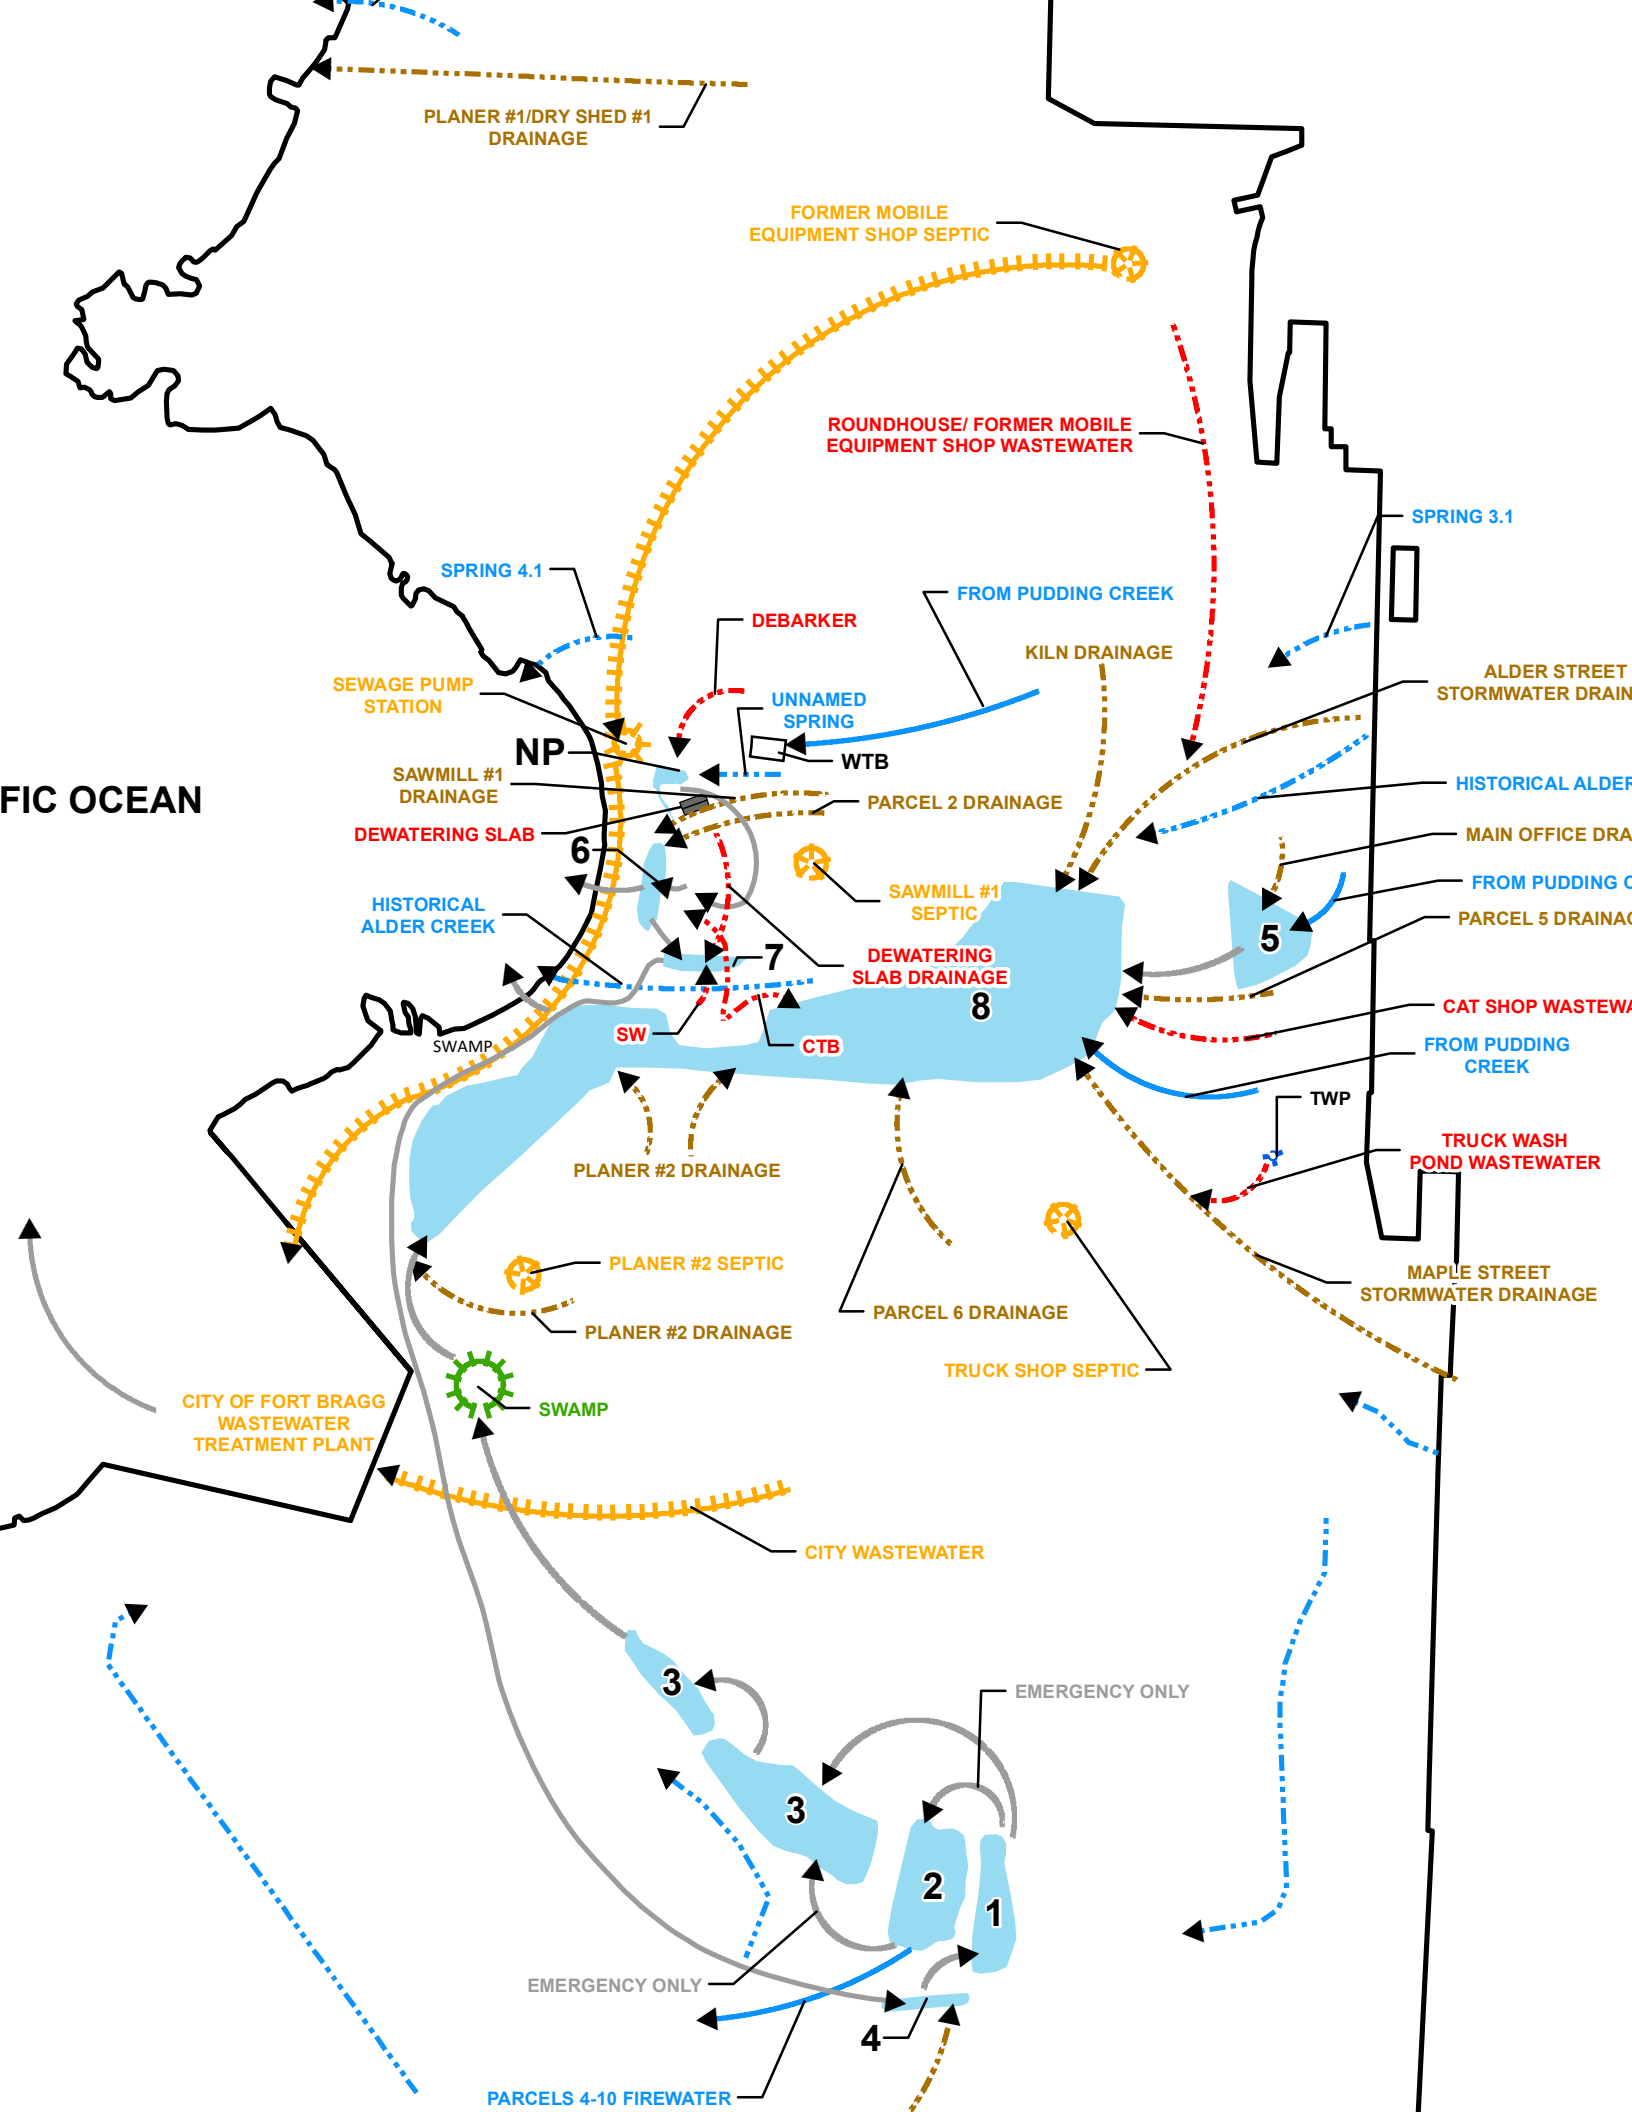 PLANER #1/DRY SHED #1
DRAINAGE
FORMER MOBILE
EQUIPMENT SHOP SEPTIC
ROUNDHOUSE/ FORMER MOBILE
EQUIPMENT SHOP WASTEWATER
SPRING 3.1
SPRING 4.1
FROM PUDDING CREEK
DEBARKER
KILN DRAINAGE
ALDER STREET
STORMWATER DRAIN
SEWAGE PUMP
STATION
UNNAMED
SPRING
NP
WTB
SAWMILL #1
DRAINAGE
HISTORICAL ALDER
FIC OCEAN
PARCEL 2 DRAINAGE
DEWATERING SLAB
MAIN OFFICE DRA
6
SAWMILL #1
SEPTIC
FROM PUDDING C
HISTORICAL
ALDER CREEK
PARCEL 5 DRAINAG
5
7
DEWATERING
SLAB DRAINAGE
8
CAT SHOP WASTEWA
SW
CTB
SWAMP
FROM PUDDING
CREEK
TWP
TRUCK WASH
POND WASTEWATER
PLANER #2 DRAINAGE
PLANER #2 SEPTIC
MAPLE STREET
STORMWATER DRAINAGE
PARCEL 6 DRAINAGE
PLANER #2 DRAINAGE
TRUCK SHOP SEPTIC
CITY OF FORT BRAGG
WASTEWATER
TREATMENT PLANT
SWAMP
CITY WASTEWATER
3
EMERGENCY ONLY
3
2
1
EMERGENCY ONLY
4
PARCELS 4-10 FIREWATER